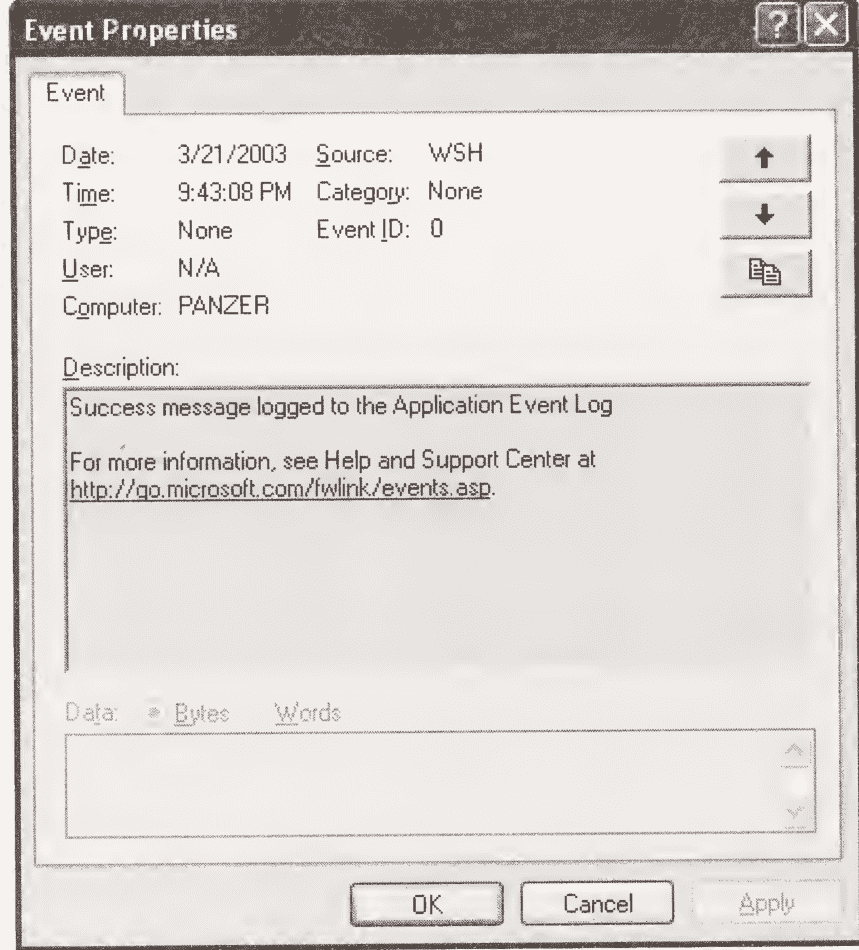 Event Properties
Event
Date: 3/21/2003 Source: WSH
Time: 9:43:08 PM Category: None
Type: None Event ID: 0
User: N/A
Computer: PANZER
Description:
Success message logged to the Application Event Log
For more information, see Help and Support Center at
http://go.microsoft.com/fwlink/events.asp.
Data: Bytes Words
OK Cancel Apply